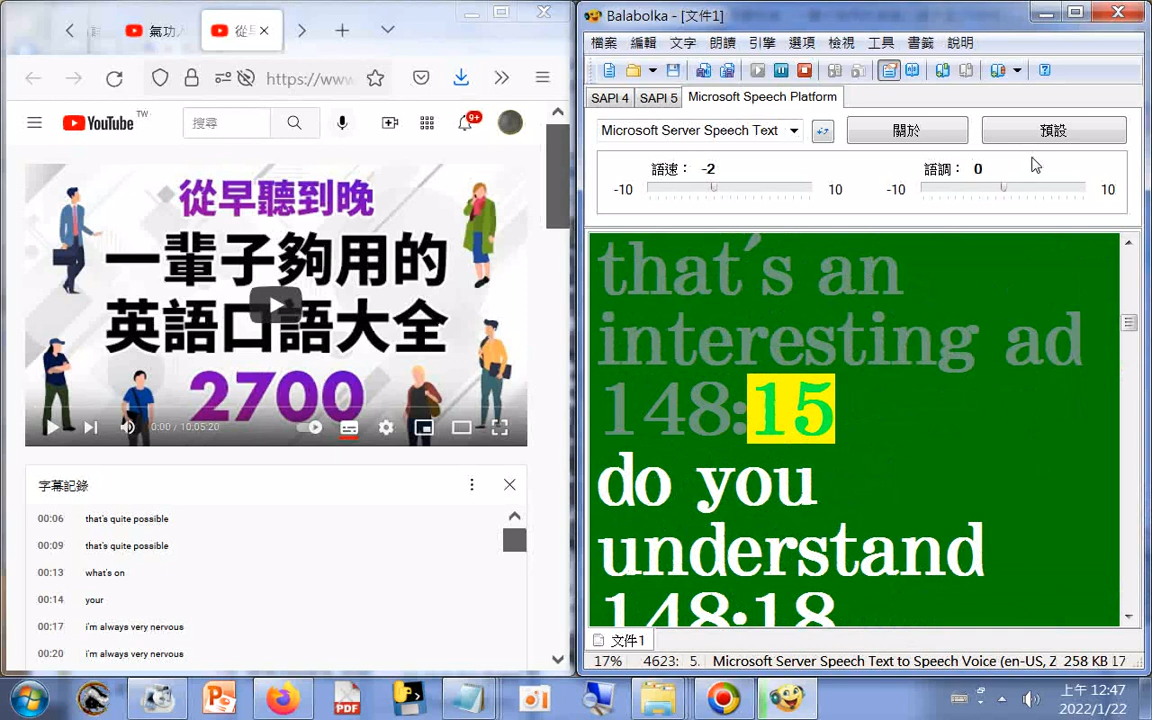 氣功
從
https://www
YouTube TW
搜尋
9+
從早聽到晚
一輩子夠用的
英語口語大全
2700
0:00 / 10:05:20
字幕記錄
00:06 that's quite possible
00:09 that's quite possible
00:13 what's on
00:14 your
00:17 i'm always very nervous
00:20 i'm always very nervous
Balabolka - [文件1]
檔案 編輯 文字 朗讀 引擎 選項 檢視 工具 書籤 說明
SAPI 4 SAPI 5 Microsoft Speech Platform
Microsoft Server Speech Text 關於 預設
語速： -2 語調： 0
-10 10 -10 10
that´s an
interesting ad
148:15
do you
understand
148:18
文件1
17% 4623: 5. Microsoft Server Speech Text to Speech Voice (en-US, Z 258 KB 17
PDF
上午 12:47
2022/1/22